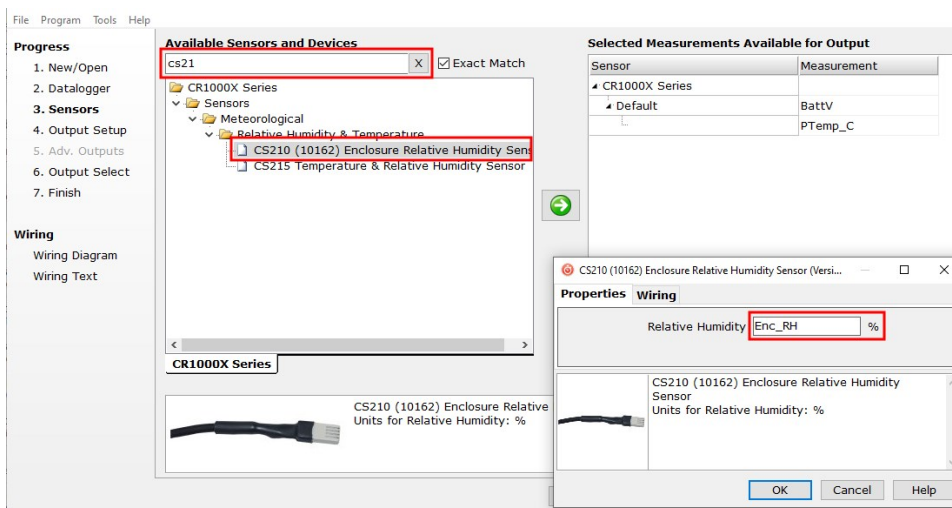 File Program Tools Help
Progress
1. New/Open
2. Datalogger
3. Sensors
4. Output Setup
5. Adv. Outputs
6. Output Select
7. Finish
Wiring
Wiring Diagram
Wiring Text
Available Sensors and Devices
cs21 X Exact Match
CR1000X Series
Sensors
Meteorological
Relative Humidity & Temperature
CS210 (10162) Enclosure Relative Humidity Sen
CS215 Temperature & Relative Humidity Sensor
CR1000X Series
CS210 (10162) Enclosure Relative
Units for Relative Humidity: %
Selected Measurements Available for Output
Sensor Measurement
CR1000X Series
Default BattV
PTemp_C
CS210 (10162) Enclosure Relative Humidity Sensor (Versi...
Properties Wiring
Relative Humidity Enc_RH %
CS210 (10162) Enclosure Relative Humidity
Sensor
Units for Relative Humidity: %
OK Cancel Help